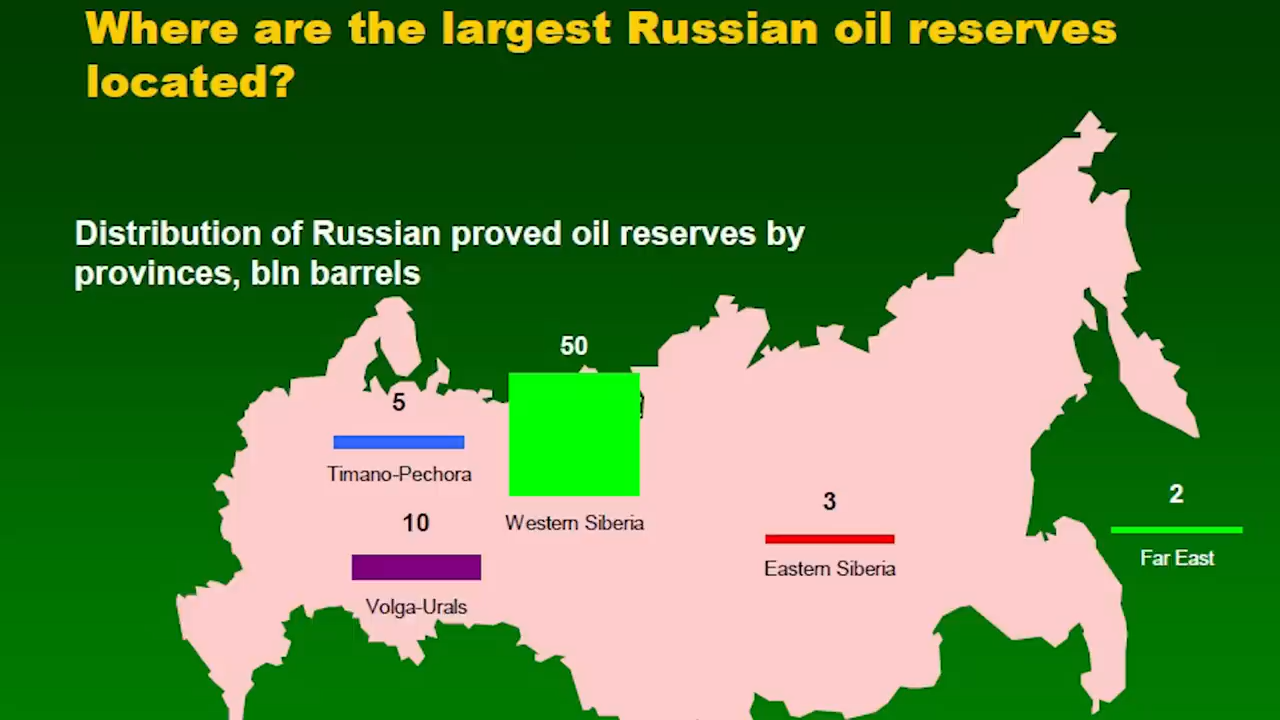 Where are the largest Russian oil reserves
located?
Distribution of Russian proved oil reserves by
provinces, bln barrels
50
5
Timano-Pechora
10
Western Siberia
Volga-Urals
3
Eastern Siberia
2
Far East